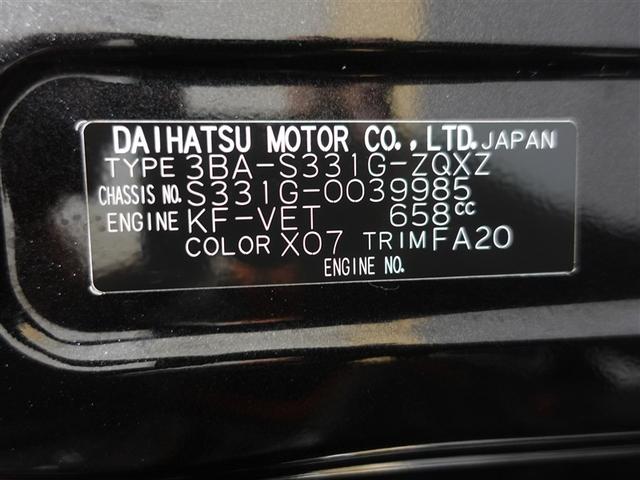 DAIHATSU MOTOR CO.,LTD. JAPAN
TYPE 3BA-S331G-ZQXZ
CHASSIS NO. S331G-0039985
ENGINE KF-VET 658cc
COLOR X07 TRIM FA20
ENGINE NO.